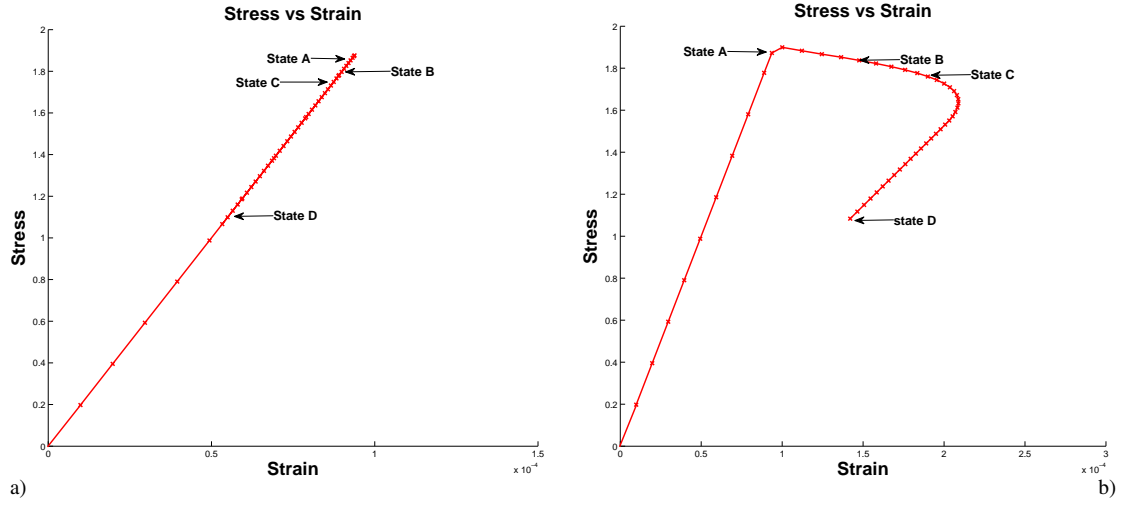 Stress vs Strain
2
1.8
1.6
1.4
1.2
1
0.8
0.6
0.4
0.2
0
Stress
State A
State B
State C
State D
0
0.5
1
1.5
x 10⁻⁴
Strain
a)
Stress vs Strain
2
1.8
1.6
1.4
1.2
1
0.8
0.6
0.4
0.2
0
Stress
State A
State B
State C
state D
0
0.5
1
1.5
2
2.5
3
x 10⁻⁴
Strain
b)